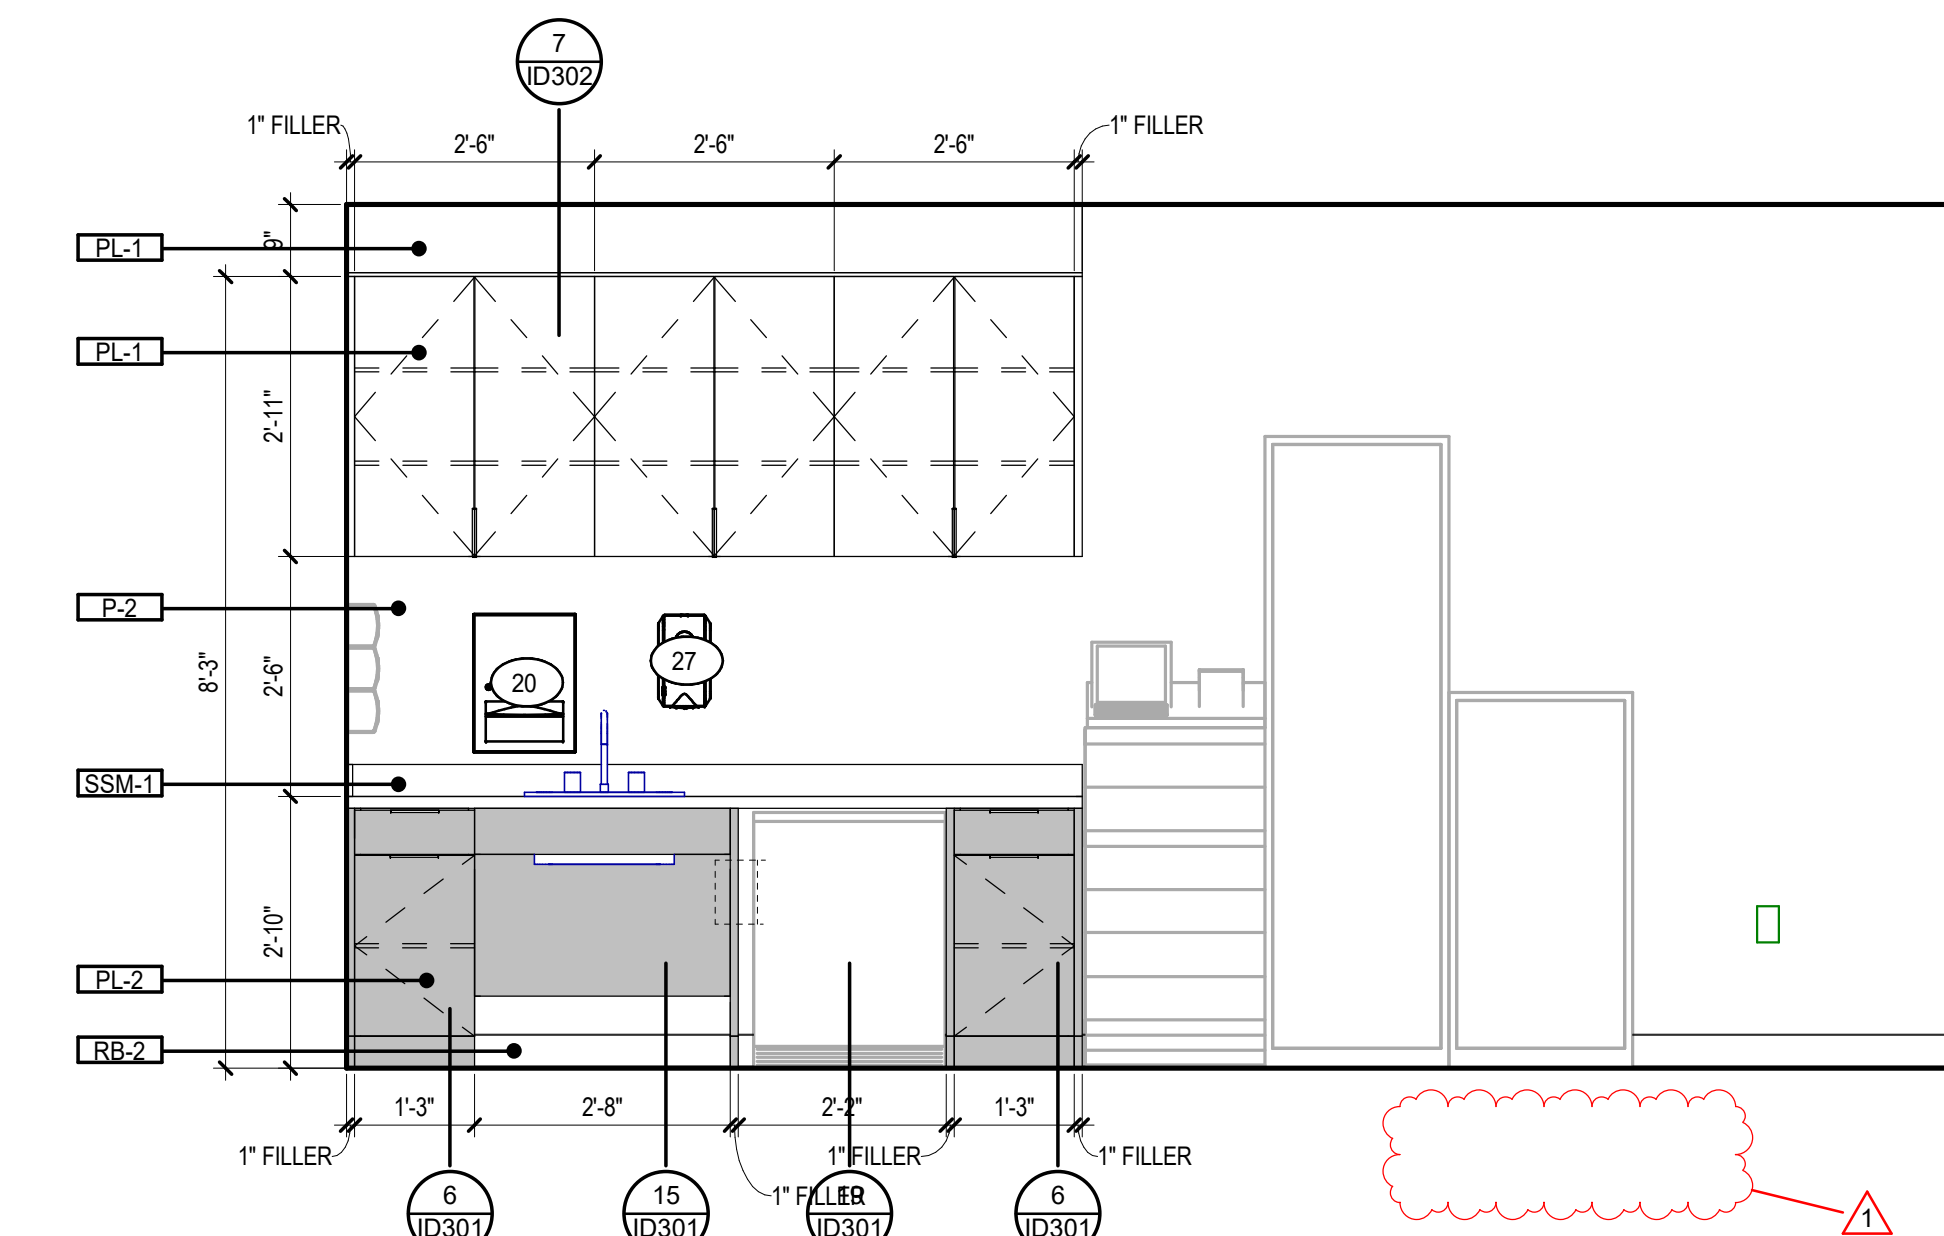 7
ID302
1" FILLER
2'-6"
2'-6"
2'-6"
1" FILLER
PL-1
9"
PL-1
2'-11"
P-2
27
20
8'-3"
2'-6"
SSM-1
2'-10"
PL-2
RB-2
1'-3"
2'-8"
2'-2"
1'-3"
1" FILLER
1" FILLER
1" FILLER
1" FILLER
6
ID301
15
ID301
19
ID301
6
ID301
1